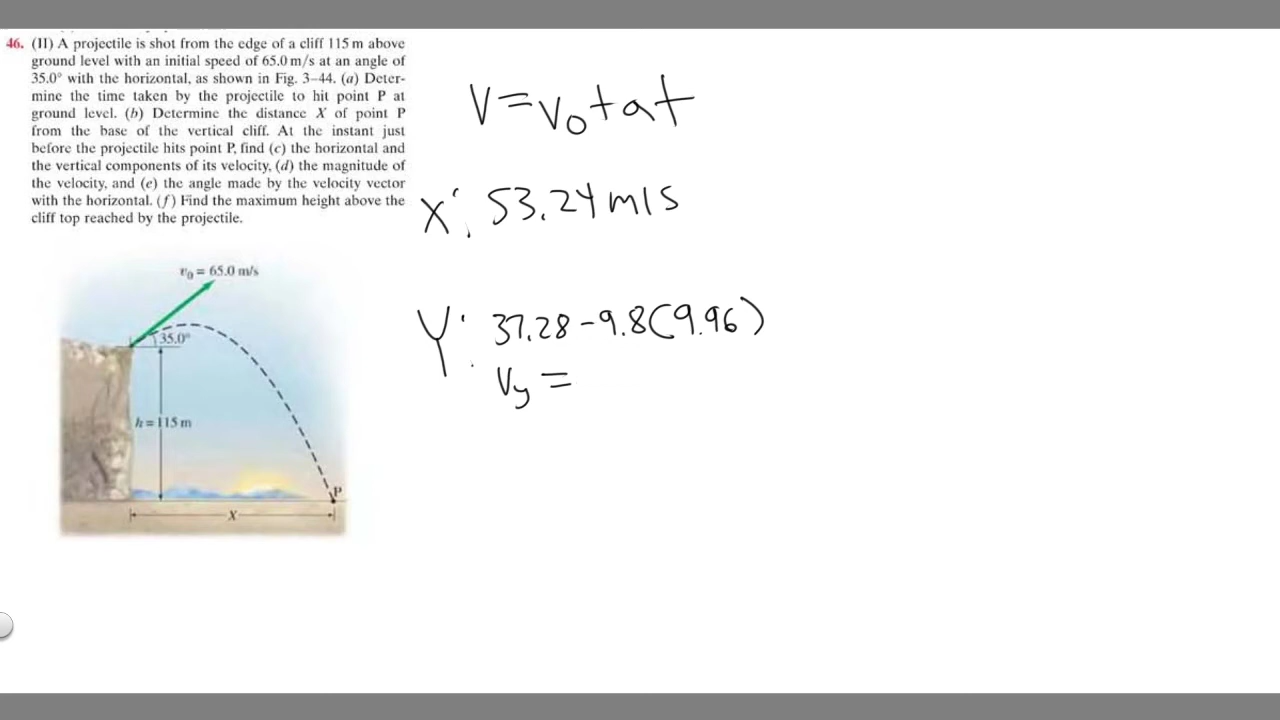 46. (II) A projectile is shot from the edge of a cliff 115 m above
ground level with an initial speed of 65.0 m/s at an angle of
35.0° with the horizontal, as shown in Fig. 3–44. (a) Deter-
mine the time taken by the projectile to hit point P at
ground level. (b) Determine the distance X of point P
from the base of the vertical cliff. At the instant just
before the projectile hits point P, find (c) the horizontal and
the vertical components of its velocity, (d) the magnitude of
the velocity, and (e) the angle made by the velocity vector
with the horizontal. (f) Find the maximum height above the
cliff top reached by the projectile.
v₀ = 65.0 m/s
35.0°
h = 115 m
P
X
V=V₀+at
X: 53.24 m/s
Y: 37.28-9.8(9.96)
Vy =